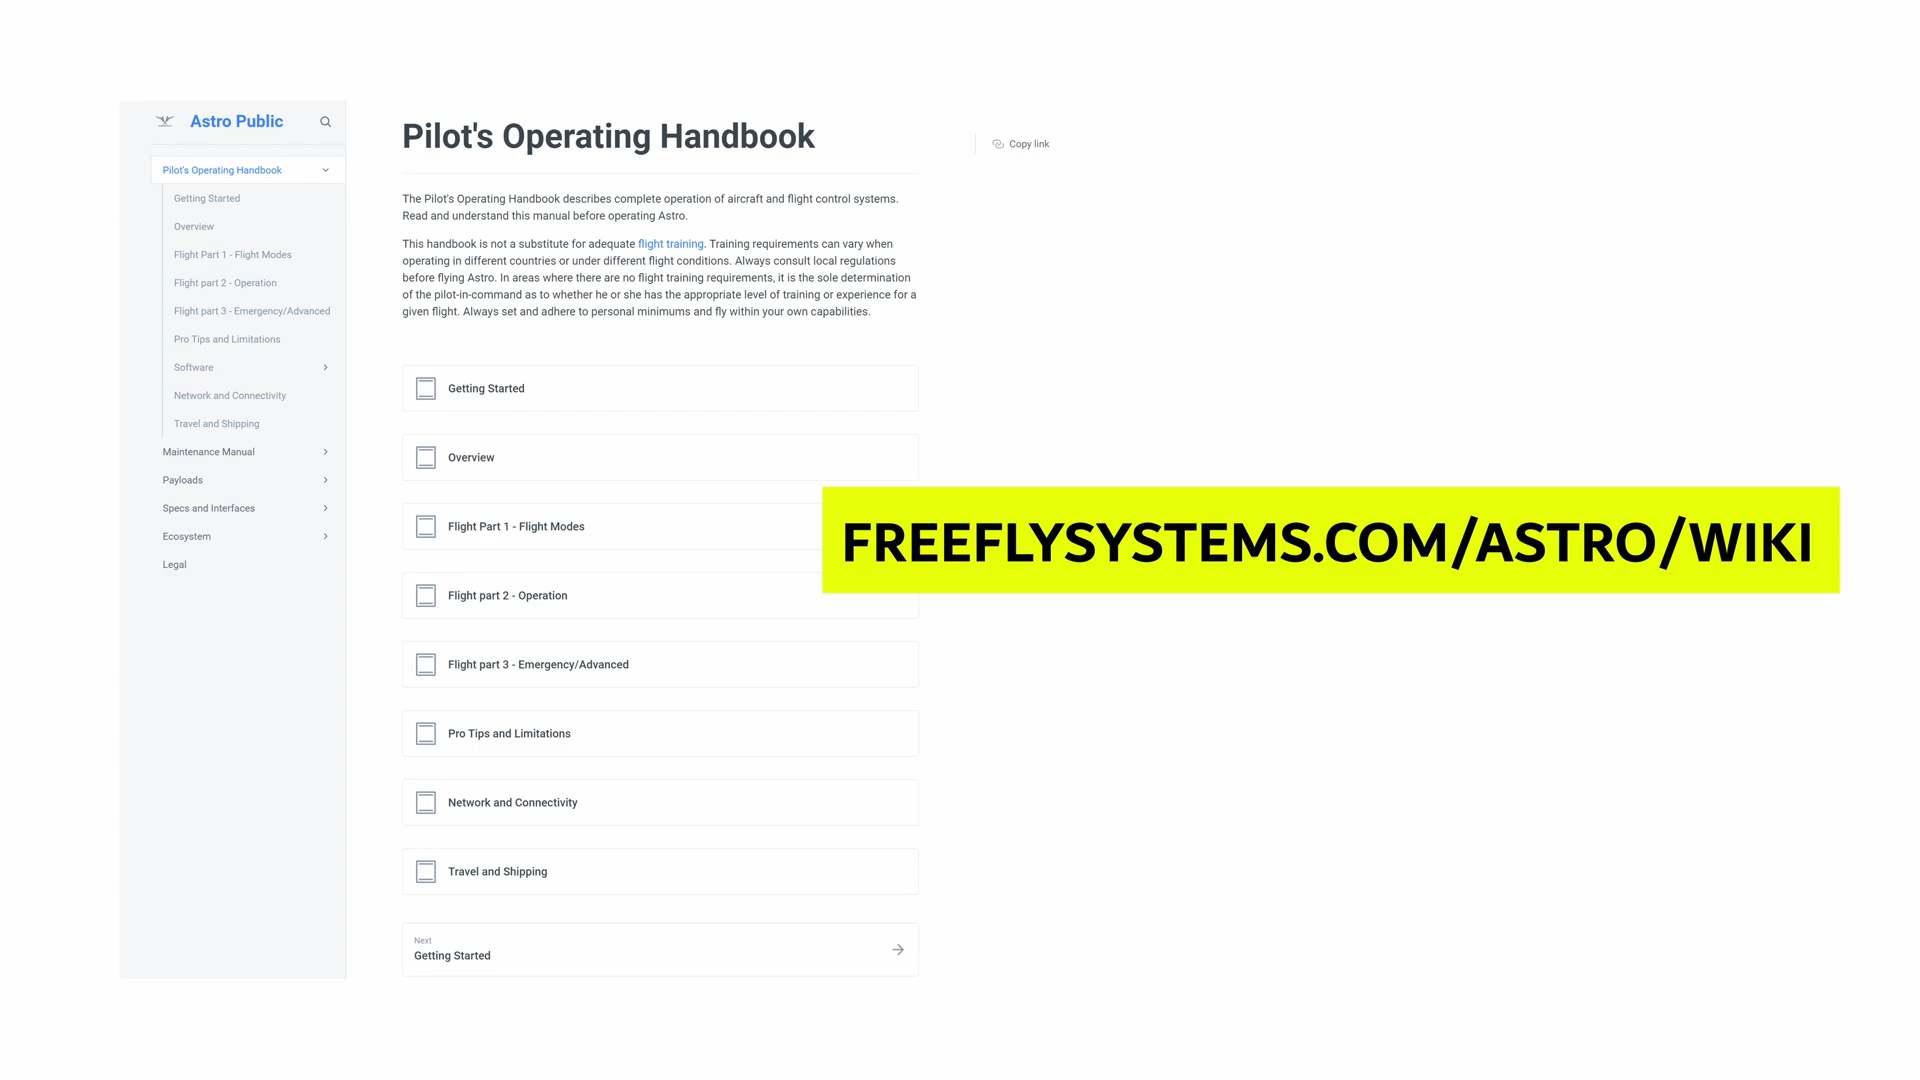 Astro Public
Pilot's Operating Handbook
Getting Started
Overview
Flight Part 1 - Flight Modes
Flight part 2 - Operation
Flight part 3 - Emergency/Advanced
Pro Tips and Limitations
Software
Network and Connectivity
Travel and Shipping
Maintenance Manual
Payloads
Specs and Interfaces
Ecosystem
Legal
Pilot's Operating Handbook
Copy link
The Pilot's Operating Handbook describes complete operation of aircraft and flight control systems.
Read and understand this manual before operating Astro.
This handbook is not a substitute for adequate flight training. Training requirements can vary when
operating in different countries or under different flight conditions. Always consult local regulations
before flying Astro. In areas where there are no flight training requirements, it is the sole determination
of the pilot-in-command as to whether he or she has the appropriate level of training or experience for a
given flight. Always set and adhere to personal minimums and fly within your own capabilities.
Getting Started
Overview
Flight Part 1 - Flight Modes
Flight part 2 - Operation
Flight part 3 - Emergency/Advanced
Pro Tips and Limitations
Network and Connectivity
Travel and Shipping
Next
Getting Started
FREEFLYSYSTEMS.COM/ASTRO/WIKI